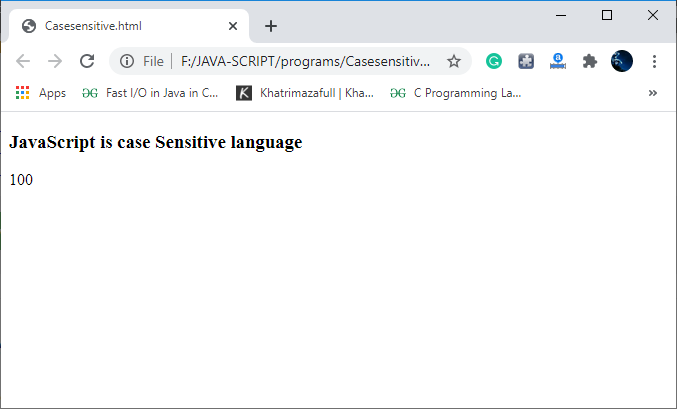 Casesensitive.html
File | F:/JAVA-SCRIPT/programs/Casesensitiv...
Apps Fast I/O in Java in C... K Khatrimazafull | Kha... C Programming La... »
JavaScript is case Sensitive language
100